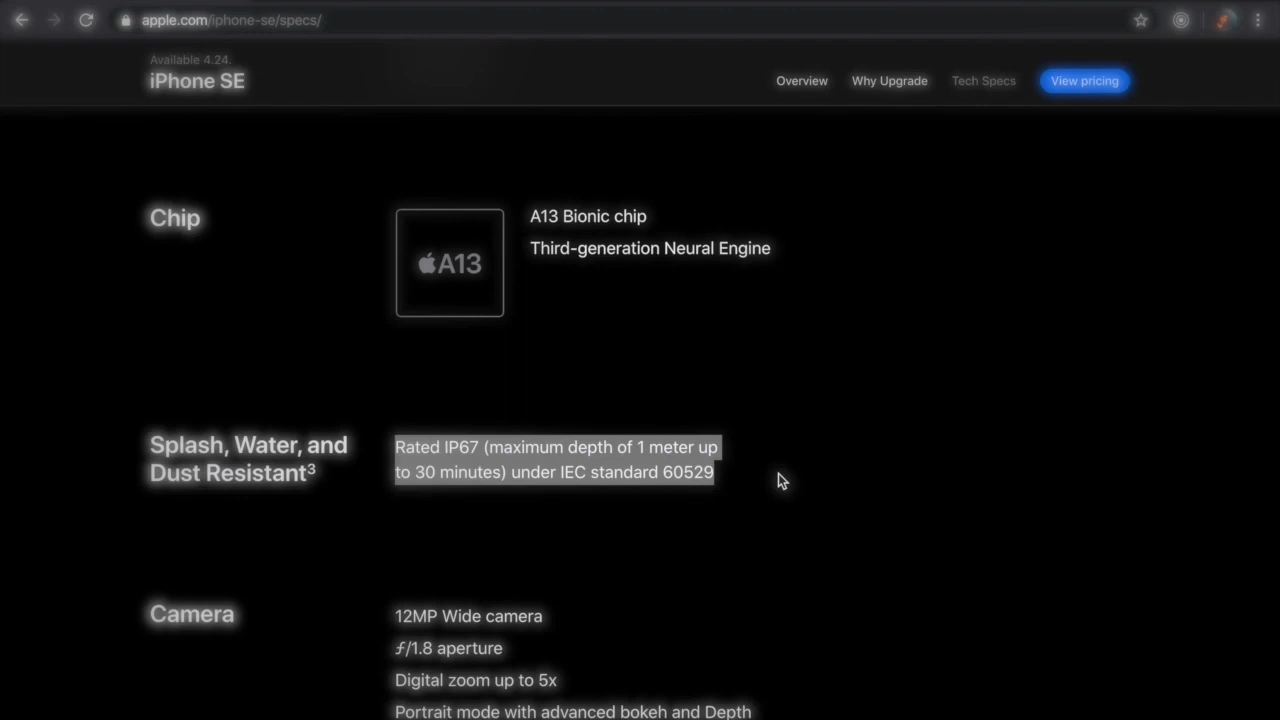 apple.com/iphone-se/specs/
Available 4.24.
iPhone SE
Overview
Why Upgrade
Tech Specs
View pricing
Chip
A13
A13 Bionic chip
Third-generation Neural Engine
Splash, Water, and
Dust Resistant³
Rated IP67 (maximum depth of 1 meter up
to 30 minutes) under IEC standard 60529
Camera
12MP Wide camera
ƒ/1.8 aperture
Digital zoom up to 5x
Portrait mode with advanced bokeh and Depth